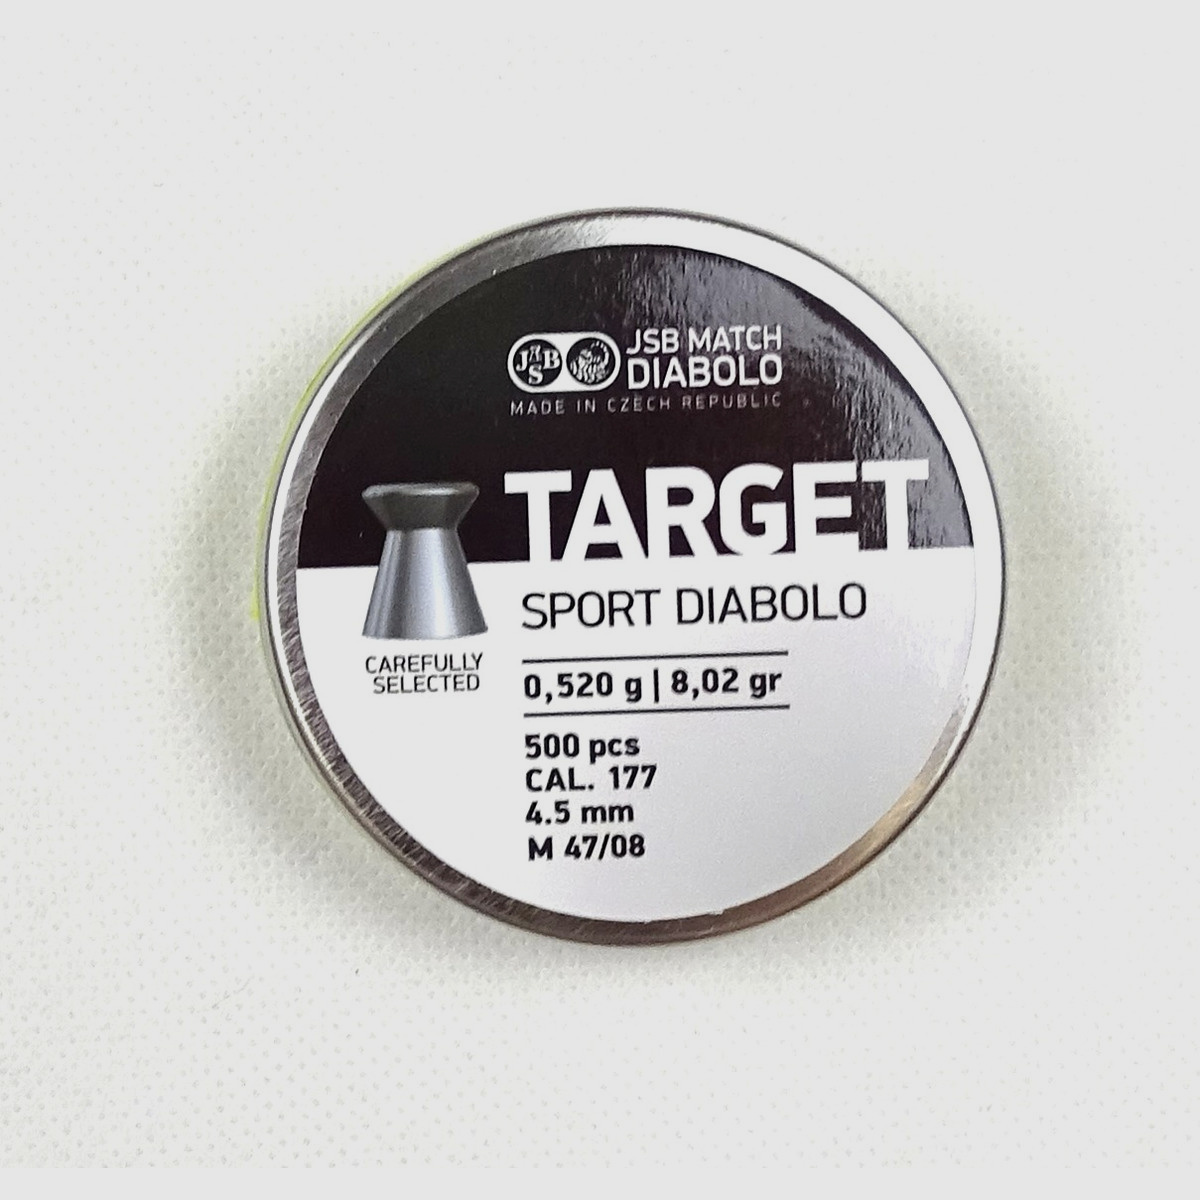 JSB
JSB MATCH
DIABOLO
MADE IN CZECH REPUBLIC
TARGET
SPORT DIABOLO
CAREFULLY
SELECTED
0,520 g | 8,02 gr
500 pcs
CAL. 177
4.5 mm
M 47/08